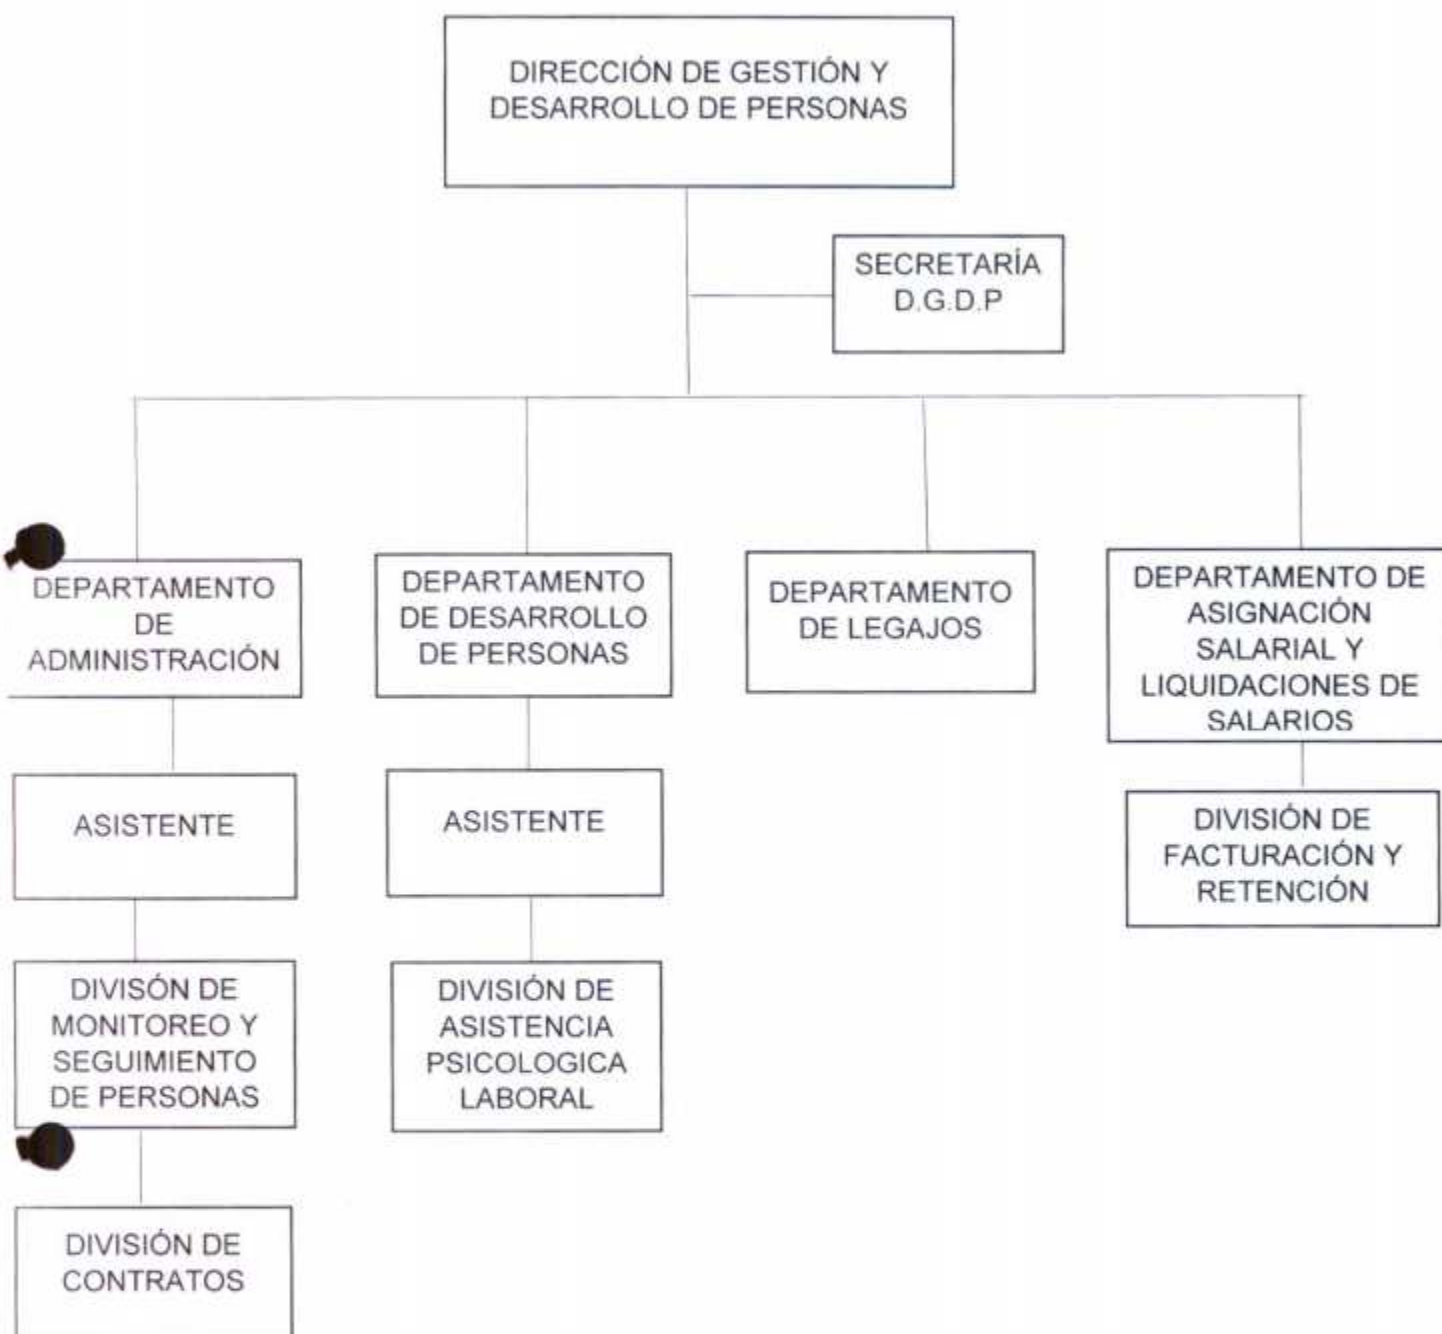 DIRECCIÓN DE GESTIÓN Y
DESARROLLO DE PERSONAS
SECRETARÍA
D.G.D.P
DEPARTAMENTO
DE
ADMINISTRACIÓN
DEPARTAMENTO
DE DESARROLLO
DE PERSONAS
DEPARTAMENTO
DE LEGAJOS
DEPARTAMENTO DE
ASIGNACIÓN
SALARIAL Y
LIQUIDACIONES DE
SALARIOS
ASISTENTE
ASISTENTE
DIVISIÓN DE
FACTURACIÓN Y
RETENCIÓN
DIVISÓN DE
MONITOREO Y
SEGUIMIENTO
DE PERSONAS
DIVISIÓN DE
ASISTENCIA
PSICOLOGICA
LABORAL
DIVISIÓN DE
CONTRATOS